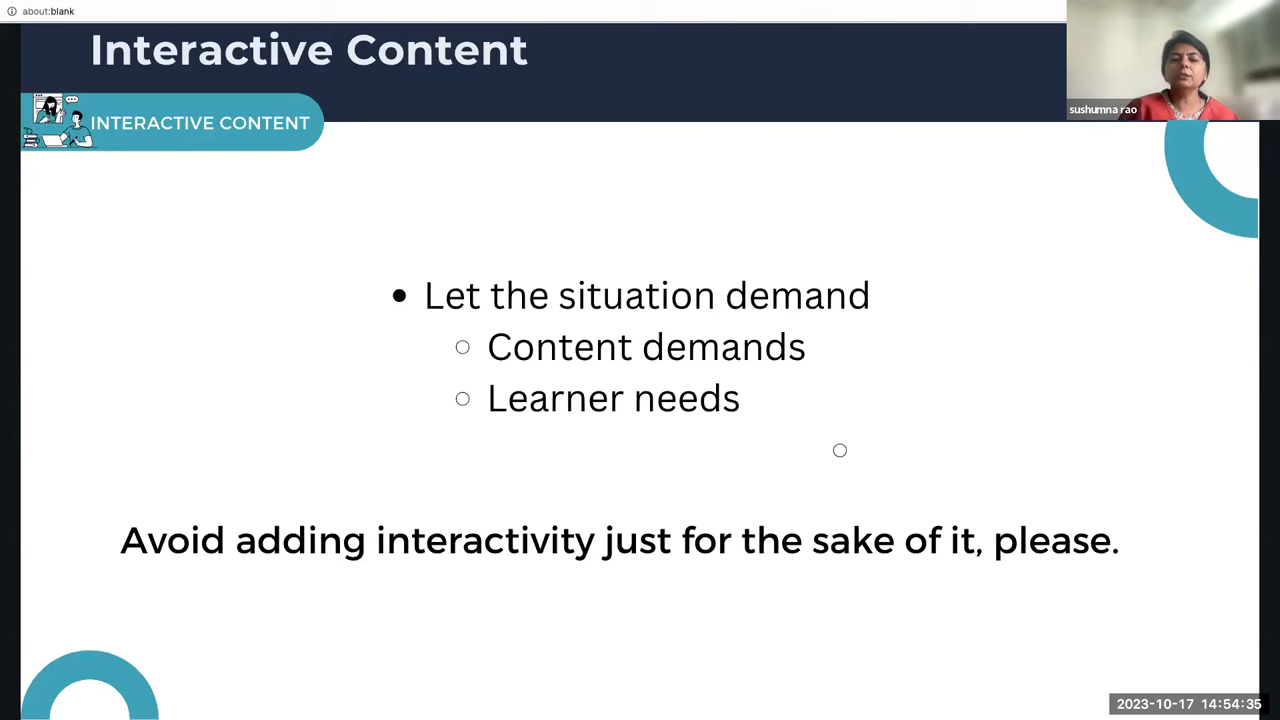 about:blank
Interactive Content
INTERACTIVE CONTENT
sushumna rao
Let the situation demand
Content demands
Learner needs
Avoid adding interactivity just for the sake of it, please.
2023-10-17 14:54:35